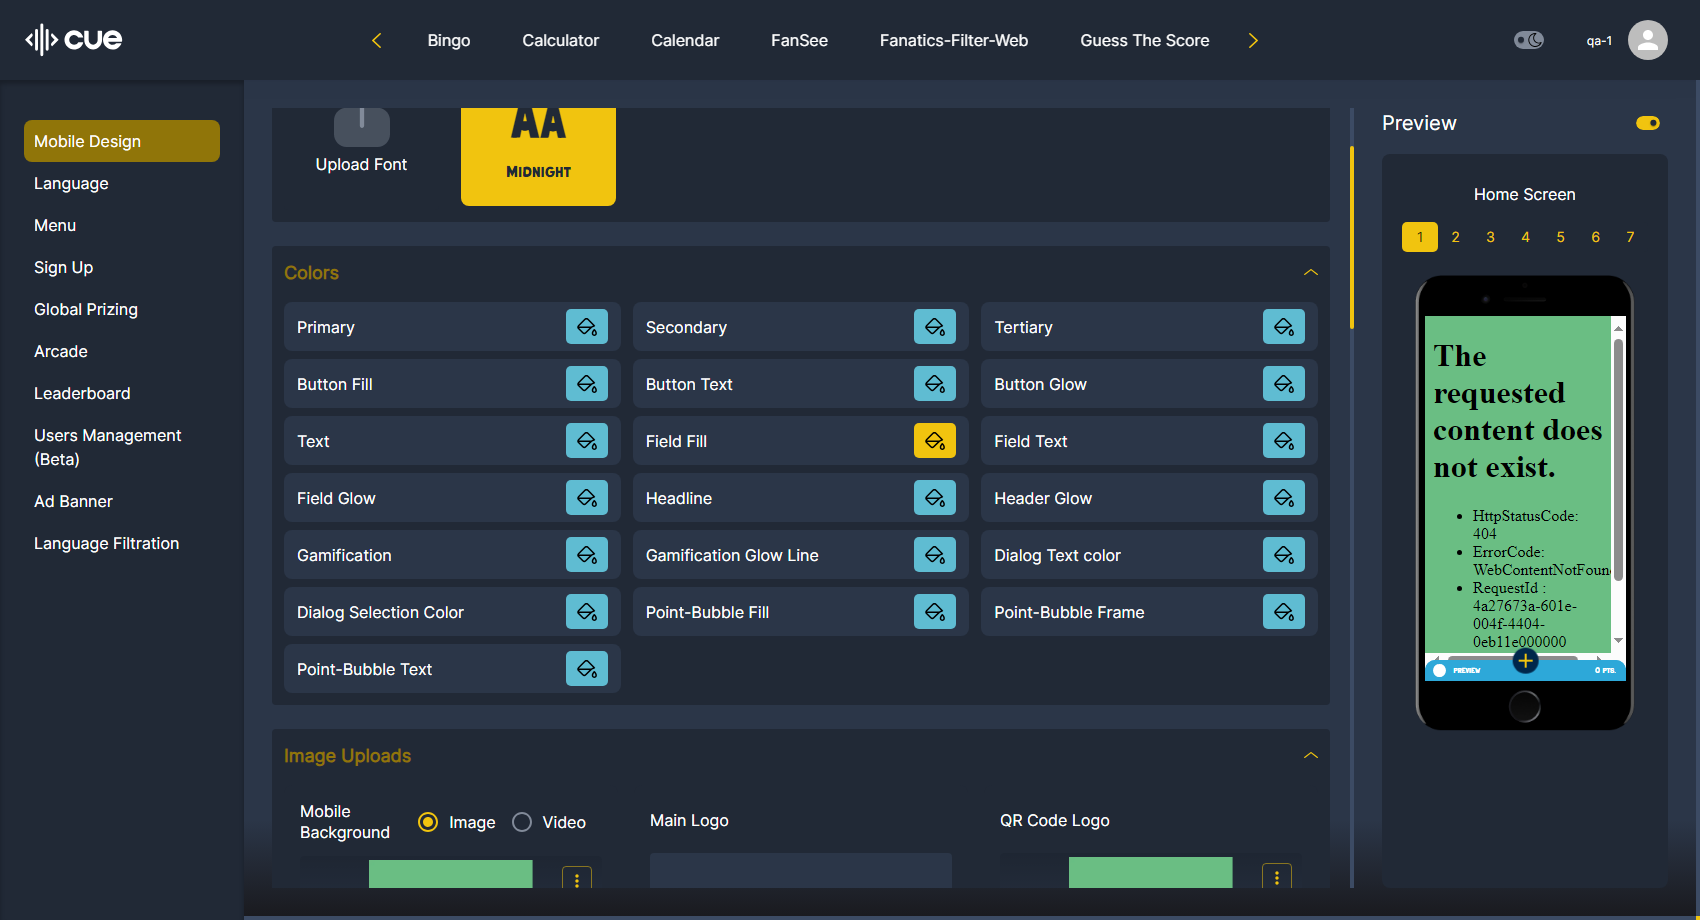 cue
Bingo
Calculator
Calendar
FanSee
Fanatics-Filter-Web
Guess The Score
qa-1
Mobile Design
Language
Menu
Sign Up
Global Prizing
Arcade
Leaderboard
Users Management
(Beta)
Ad Banner
Language Filtration
Upload Font
AA
MIDNIGHT
Colors
Primary
Secondary
Tertiary
Button Fill
Button Text
Button Glow
Text
Field Fill
Field Text
Field Glow
Headline
Header Glow
Gamification
Gamification Glow Line
Dialog Text color
Dialog Selection Color
Point-Bubble Fill
Point-Bubble Frame
Point-Bubble Text
Image Uploads
Mobile
Background
Image
Video
Main Logo
QR Code Logo
Preview
Home Screen
1 2 3 4 5 6 7
The
requested
content does
not exist.
HttpStatusCode:
404
ErrorCode:
WebContentNotFoun
RequestId :
4a27673a-601e-
004f-4404-
0eb11e000000
PREVIEW
0 PTS.